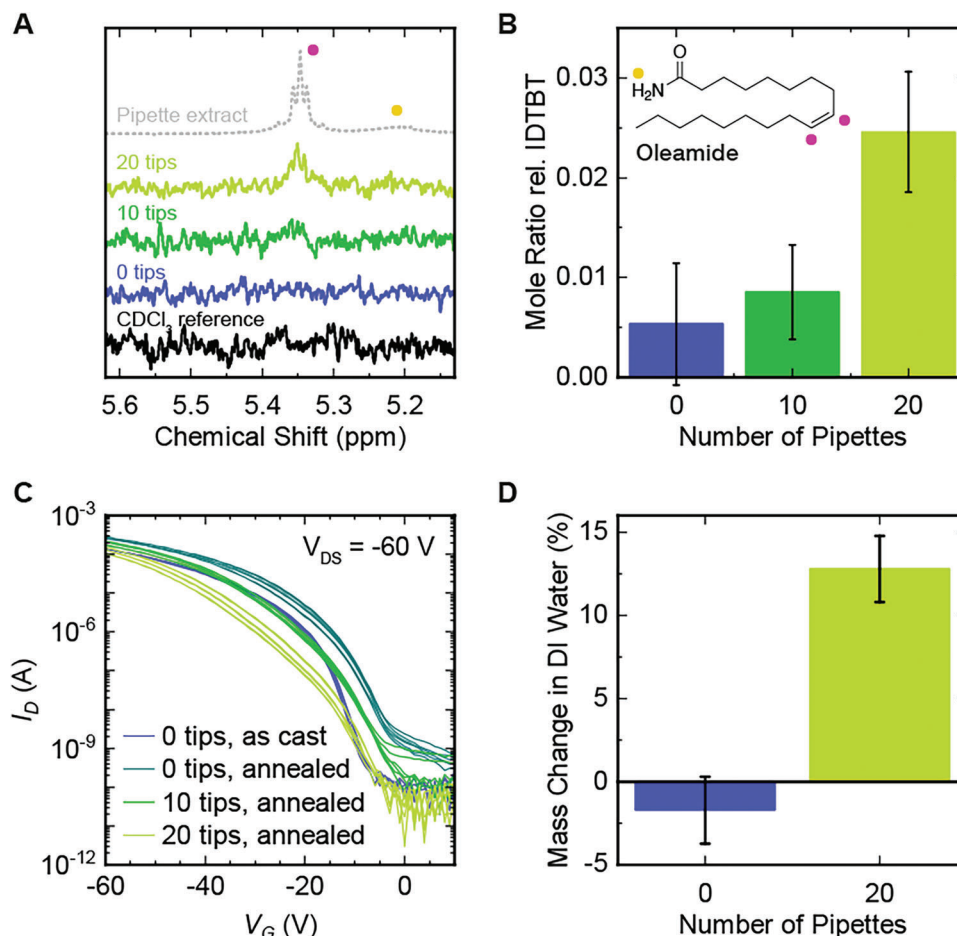 A
Pipette extract
20 tips
10 tips
0 tips
CDCl₃ reference
5.6 5.5 5.4 5.3 5.2
Chemical Shift (ppm)
B
Mole Ratio rel. IDTBT
0.03
0.02
0.01
0.00
O
H₂N
Oleamide
0 10 20
Number of Pipettes
C
I_D (A)
10⁻³
10⁻⁶
10⁻⁹
10⁻¹²
V_DS = -60 V
0 tips, as cast
0 tips, annealed
10 tips, annealed
20 tips, annealed
-60 -40 -20 0
V_G (V)
D
Mass Change in DI Water (%)
15
10
5
0
-5
0 20
Number of Pipettes